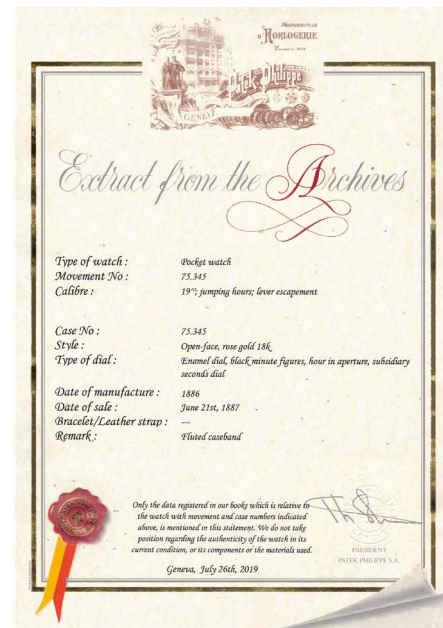 MANUFACTURE
D'HORLOGERIE
Patek Philippe
GENÈVE
Extract from the Archives
Type of watch : Pocket watch
Movement No : 75.345
Calibre : 19'''; jumping hours; lever escapement
Case No : 75.345
Style : Open-face, rose gold 18k
Type of dial : Enamel dial, black minute figures, hour in aperture, subsidiary
seconds dial
Date of manufacture : 1886
Date of sale : June 21st, 1887
Bracelet/Leather strap : ---
Remark : Fluted caseband
Only the data registered in our books which is relative to
the watch with movement and case numbers indicated
above, is mentioned in this statement. We do not take
position regarding the authenticity of the watch in its
current condition, or its components or the materials used.
Geneva, July 26th, 2019
PRESIDENT
PATEK PHILIPPE S.A.